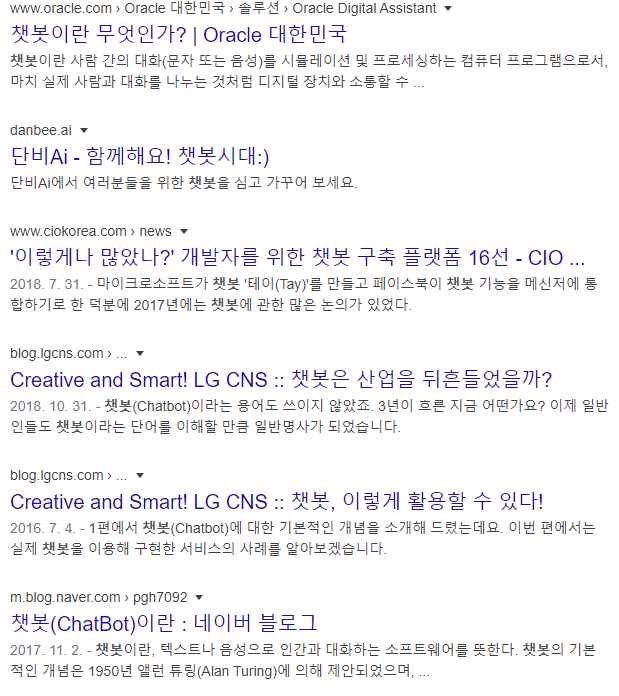 www.oracle.com › Oracle 대한민국 › 솔루션 › Oracle Digital Assistant
챗봇이란 무엇인가? | Oracle 대한민국
챗봇이란 사람 간의 대화(문자 또는 음성)를 시뮬레이션 및 프로세싱하는 컴퓨터 프로그램으로서,
마치 실제 사람과 대화를 나누는 것처럼 디지털 장치와 소통할 수 ...
danbee.ai
단비Ai - 함께해요! 챗봇시대:)
단비Ai에서 여러분들을 위한 챗봇을 심고 가꾸어 보세요.
www.ciokorea.com › news
'이렇게나 많았나?' 개발자를 위한 챗봇 구축 플랫폼 16선 - CIO ...
2018. 7. 31. - 마이크로소프트가 챗봇 '테이(Tay)'를 만들고 페이스북이 챗봇 기능을 메신저에 통
합하기로 한 덕분에 2017년에는 챗봇에 관한 많은 논의가 있었다.
blog.lgcns.com › ...
Creative and Smart! LG CNS :: 챗봇은 산업을 뒤흔들었을까?
2018. 10. 31. - 챗봇(Chatbot)이라는 용어도 쓰이지 않았죠. 3년이 흐른 지금 어떤가요? 이제 일반
인들도 챗봇이라는 단어를 이해할 만큼 일반명사가 되었습니다.
blog.lgcns.com › ...
Creative and Smart! LG CNS :: 챗봇, 이렇게 활용할 수 있다!
2016. 7. 4. - 1편에서 챗봇(Chatbot)에 대한 기본적인 개념을 소개해 드렸는데요. 이번 편에서는
실제 챗봇을 이용해 구현한 서비스의 사례를 알아보겠습니다.
m.blog.naver.com › pgh7092
챗봇(ChatBot)이란 : 네이버 블로그
2017. 11. 2. - 챗봇이란, 텍스트나 음성으로 인간과 대화하는 소프트웨어를 뜻한다. 챗봇의 기본
적인 개념은 1950년 앨런 튜링(Alan Turing)에 의해 제안되었으며, ...